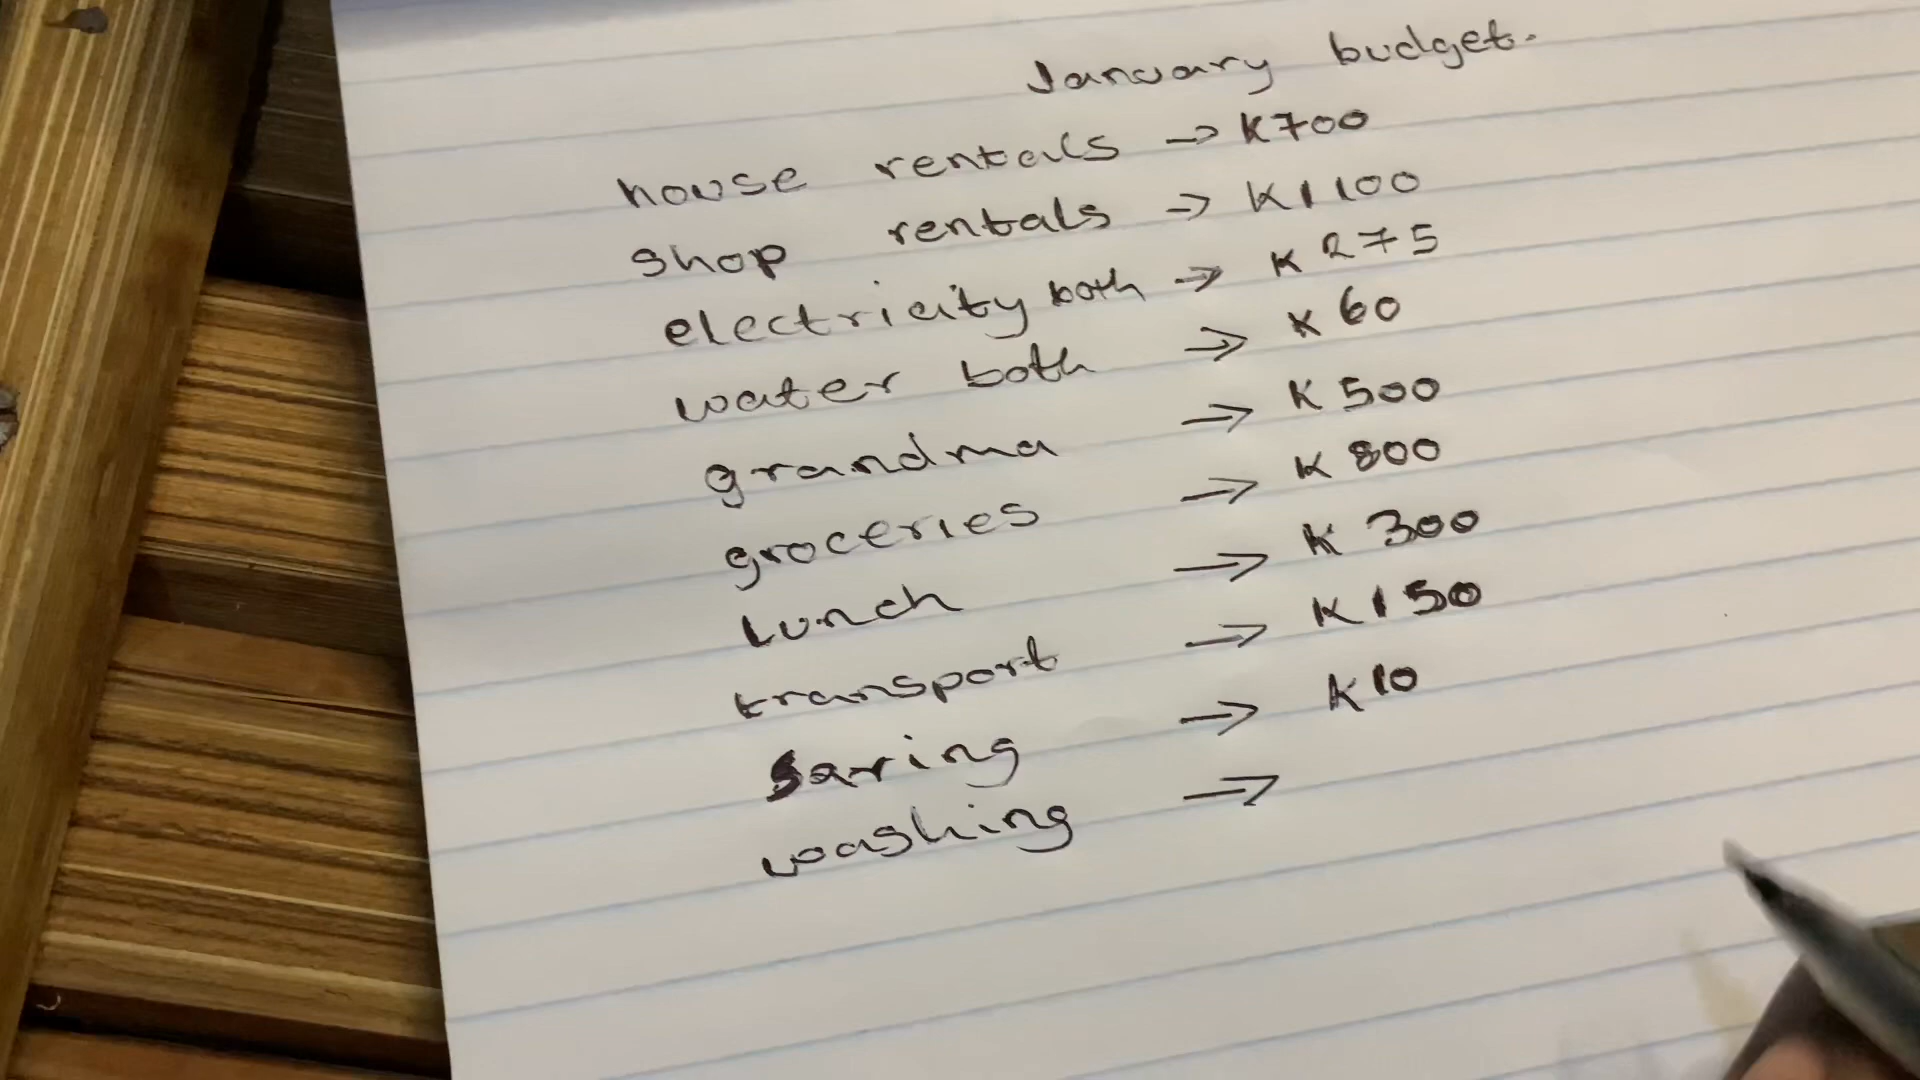 January budget.
house rentals → K700
shop rentals → K1100
electricity both → K275
water both → K60
grandma → K500
groceries → K800
lunch → K300
transport → K150
saving → K10
washing →